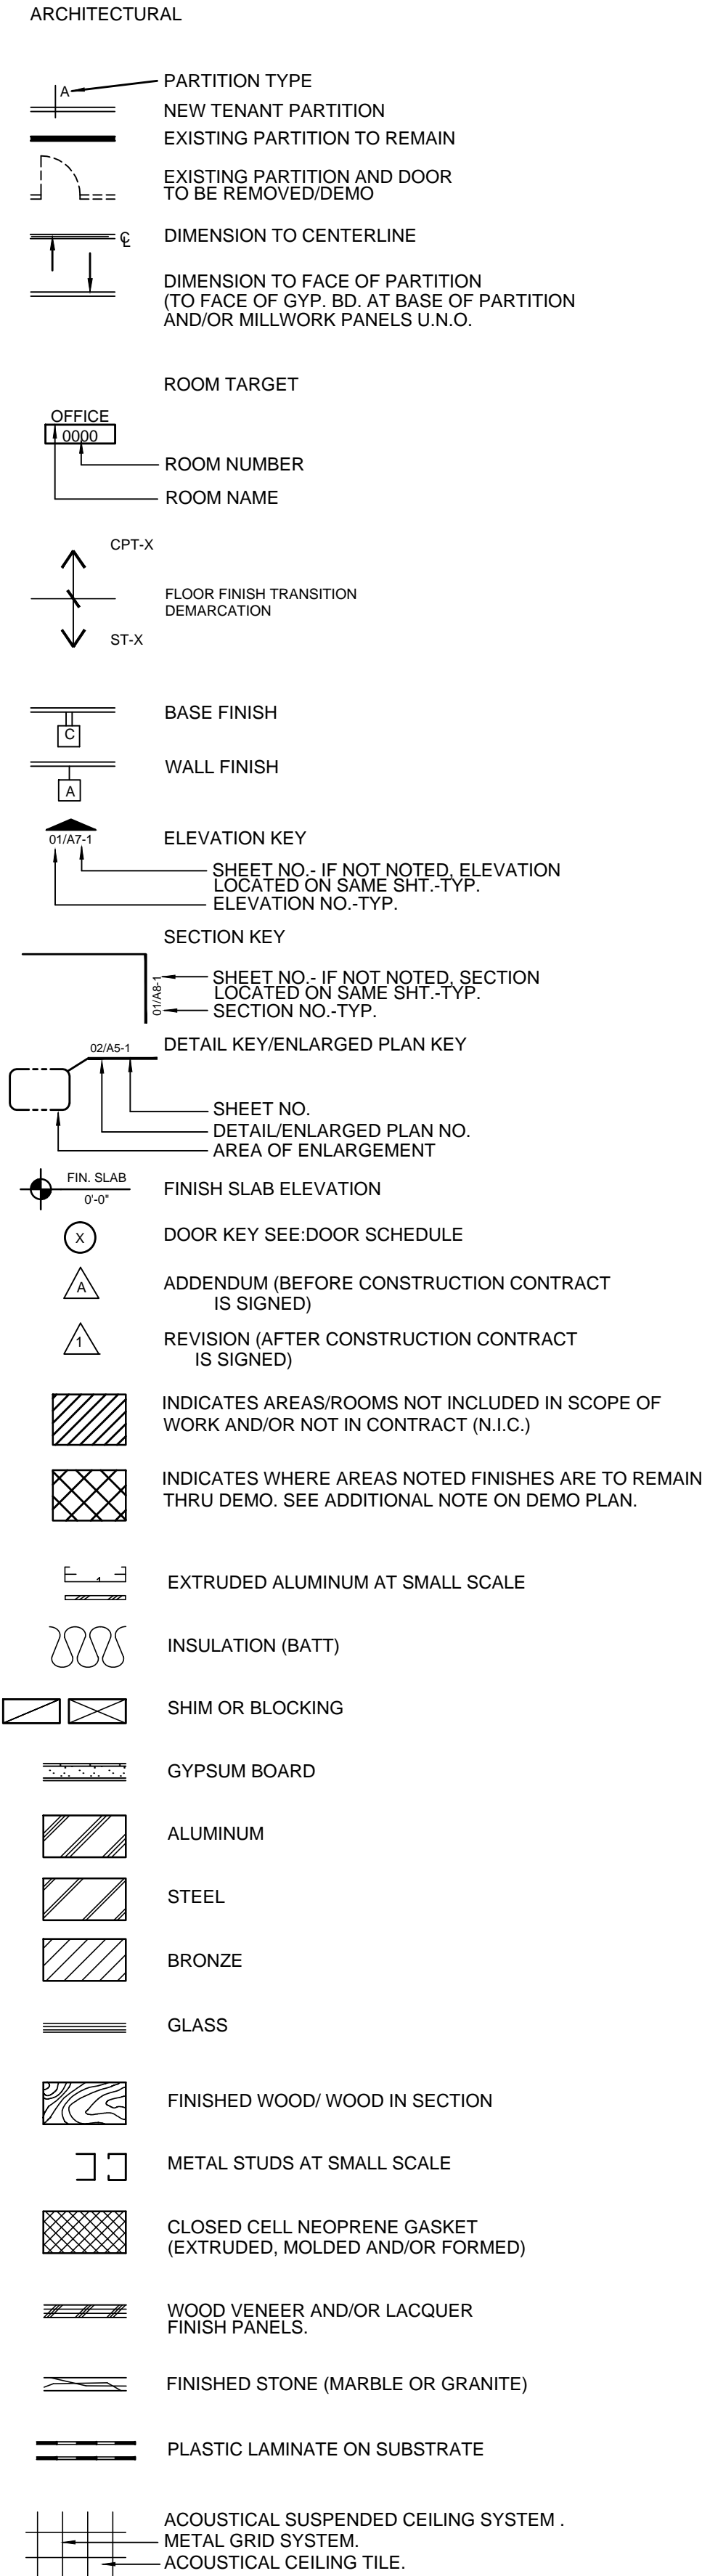 ARCHITECTURAL
A
PARTITION TYPE
NEW TENANT PARTITION
EXISTING PARTITION TO REMAIN
EXISTING PARTITION AND DOOR
TO BE REMOVED/DEMO
CL DIMENSION TO CENTERLINE
DIMENSION TO FACE OF PARTITION
(TO FACE OF GYP. BD. AT BASE OF PARTITION
AND/OR MILLWORK PANELS U.N.O.
ROOM TARGET
OFFICE
0000
ROOM NUMBER
ROOM NAME
CPT-X
FLOOR FINISH TRANSITION
DEMARCATION
ST-X
BASE FINISH
C
WALL FINISH
A
01/A7-1
ELEVATION KEY
SHEET NO.- IF NOT NOTED, ELEVATION
LOCATED ON SAME SHT.-TYP.
ELEVATION NO.-TYP.
SECTION KEY
01/A8-1
SHEET NO.- IF NOT NOTED, SECTION
LOCATED ON SAME SHT.-TYP.
SECTION NO.-TYP.
02/A5-1
DETAIL KEY/ENLARGED PLAN KEY
SHEET NO.
DETAIL/ENLARGED PLAN NO.
AREA OF ENLARGEMENT
FIN. SLAB
0'-0"
FINISH SLAB ELEVATION
X
DOOR KEY SEE:DOOR SCHEDULE
A
ADDENDUM (BEFORE CONSTRUCTION CONTRACT
IS SIGNED)
1
REVISION (AFTER CONSTRUCTION CONTRACT
IS SIGNED)
INDICATES AREAS/ROOMS NOT INCLUDED IN SCOPE OF
WORK AND/OR NOT IN CONTRACT (N.I.C.)
INDICATES WHERE AREAS NOTED FINISHES ARE TO REMAIN
THRU DEMO. SEE ADDITIONAL NOTE ON DEMO PLAN.
EXTRUDED ALUMINUM AT SMALL SCALE
INSULATION (BATT)
SHIM OR BLOCKING
GYPSUM BOARD
ALUMINUM
STEEL
BRONZE
GLASS
FINISHED WOOD/ WOOD IN SECTION
METAL STUDS AT SMALL SCALE
CLOSED CELL NEOPRENE GASKET
(EXTRUDED, MOLDED AND/OR FORMED)
WOOD VENEER AND/OR LACQUER
FINISH PANELS.
FINISHED STONE (MARBLE OR GRANITE)
PLASTIC LAMINATE ON SUBSTRATE
ACOUSTICAL SUSPENDED CEILING SYSTEM .
METAL GRID SYSTEM.
ACOUSTICAL CEILING TILE.